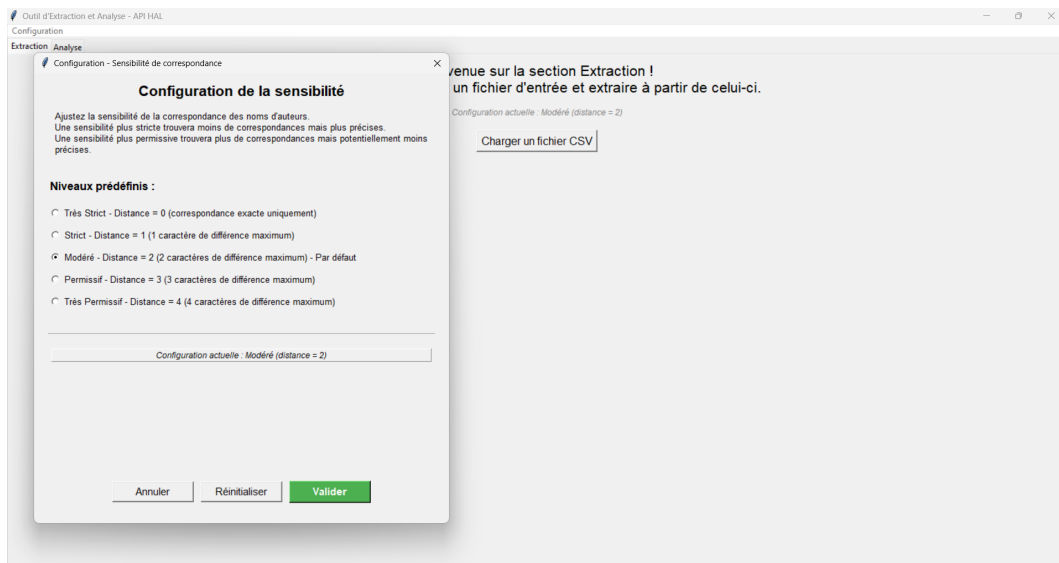 Outil d'Extraction et Analyse - API HAL
Configuration
Extraction Analyse
Configuration - Sensibilité de correspondance
Configuration de la sensibilité
Ajustez la sensibilité de la correspondance des noms d'auteurs.
Une sensibilité plus stricte trouvera moins de correspondances mais plus précises.
Une sensibilité plus permissive trouvera plus de correspondances mais potentiellement moins
précises.
Niveaux prédéfinis :
Très Strict - Distance = 0 (correspondance exacte uniquement)
Strict - Distance = 1 (1 caractère de différence maximum)
Modéré - Distance = 2 (2 caractères de différence maximum) - Par défaut
Permissif - Distance = 3 (3 caractères de différence maximum)
Très Permissif - Distance = 4 (4 caractères de différence maximum)
Configuration actuelle : Modéré (distance = 2)
Annuler Réinitialiser Valider
venue sur la section Extraction !
un fichier d'entrée et extraire à partir de celui-ci.
Configuration actuelle : Modéré (distance = 2)
Charger un fichier CSV